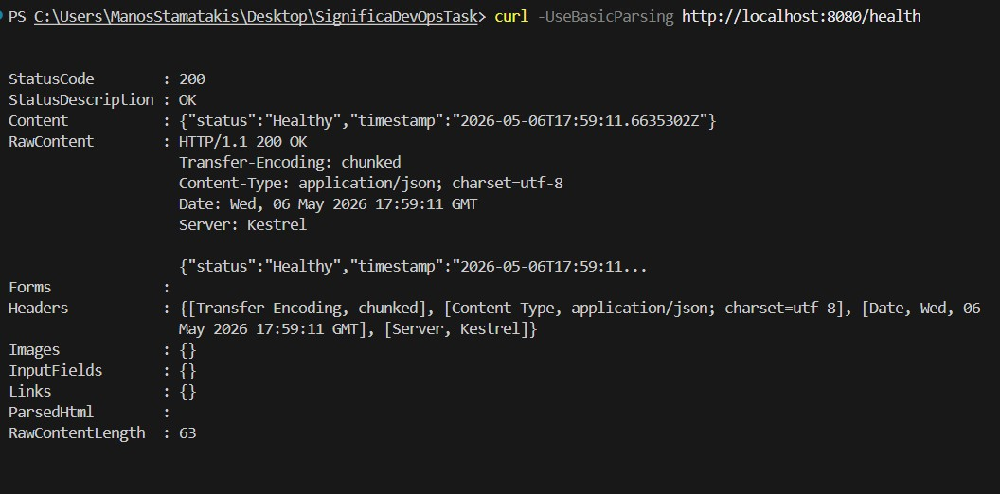 PS C:\Users\ManosStamatakis\Desktop\SignificaDevOpsTask> curl -UseBasicParsing http://localhost:8080/health
StatusCode        : 200
StatusDescription : OK
Content           : {"status":"Healthy","timestamp":"2026-05-06T17:59:11.6635302Z"}
RawContent        : HTTP/1.1 200 OK
                    Transfer-Encoding: chunked
                    Content-Type: application/json; charset=utf-8
                    Date: Wed, 06 May 2026 17:59:11 GMT
                    Server: Kestrel
                    {"status":"Healthy","timestamp":"2026-05-06T17:59:11...
Forms             :
Headers           : {[Transfer-Encoding, chunked], [Content-Type, application/json; charset=utf-8], [Date, Wed, 06
                    May 2026 17:59:11 GMT], [Server, Kestrel]}
Images            : {}
InputFields       : {}
Links             : {}
ParsedHtml        :
RawContentLength  : 63